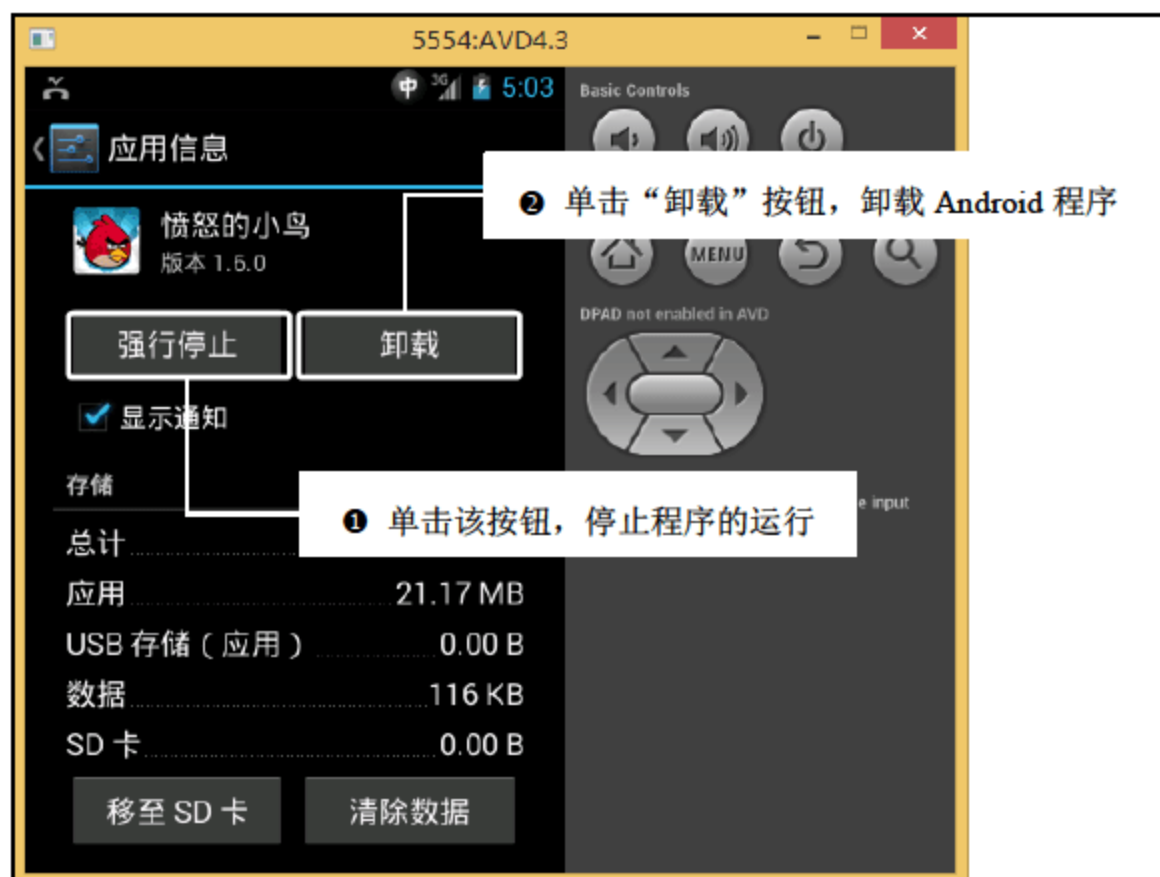 5554:AVD4.3
中 3G 5:03
Basic Controls
应用信息
❷ 单击“卸载”按钮，卸载 Android 程序
愤怒的小鸟
版本 1.6.0
MENU
DPAD not enabled in AVD
强行停止 卸载
显示通知
存储
❶ 单击该按钮，停止程序的运行
input
总计
应用 21.17 MB
USB 存储 ( 应用 ) 0.00 B
数据 116 KB
SD 卡 0.00 B
移至 SD 卡 清除数据